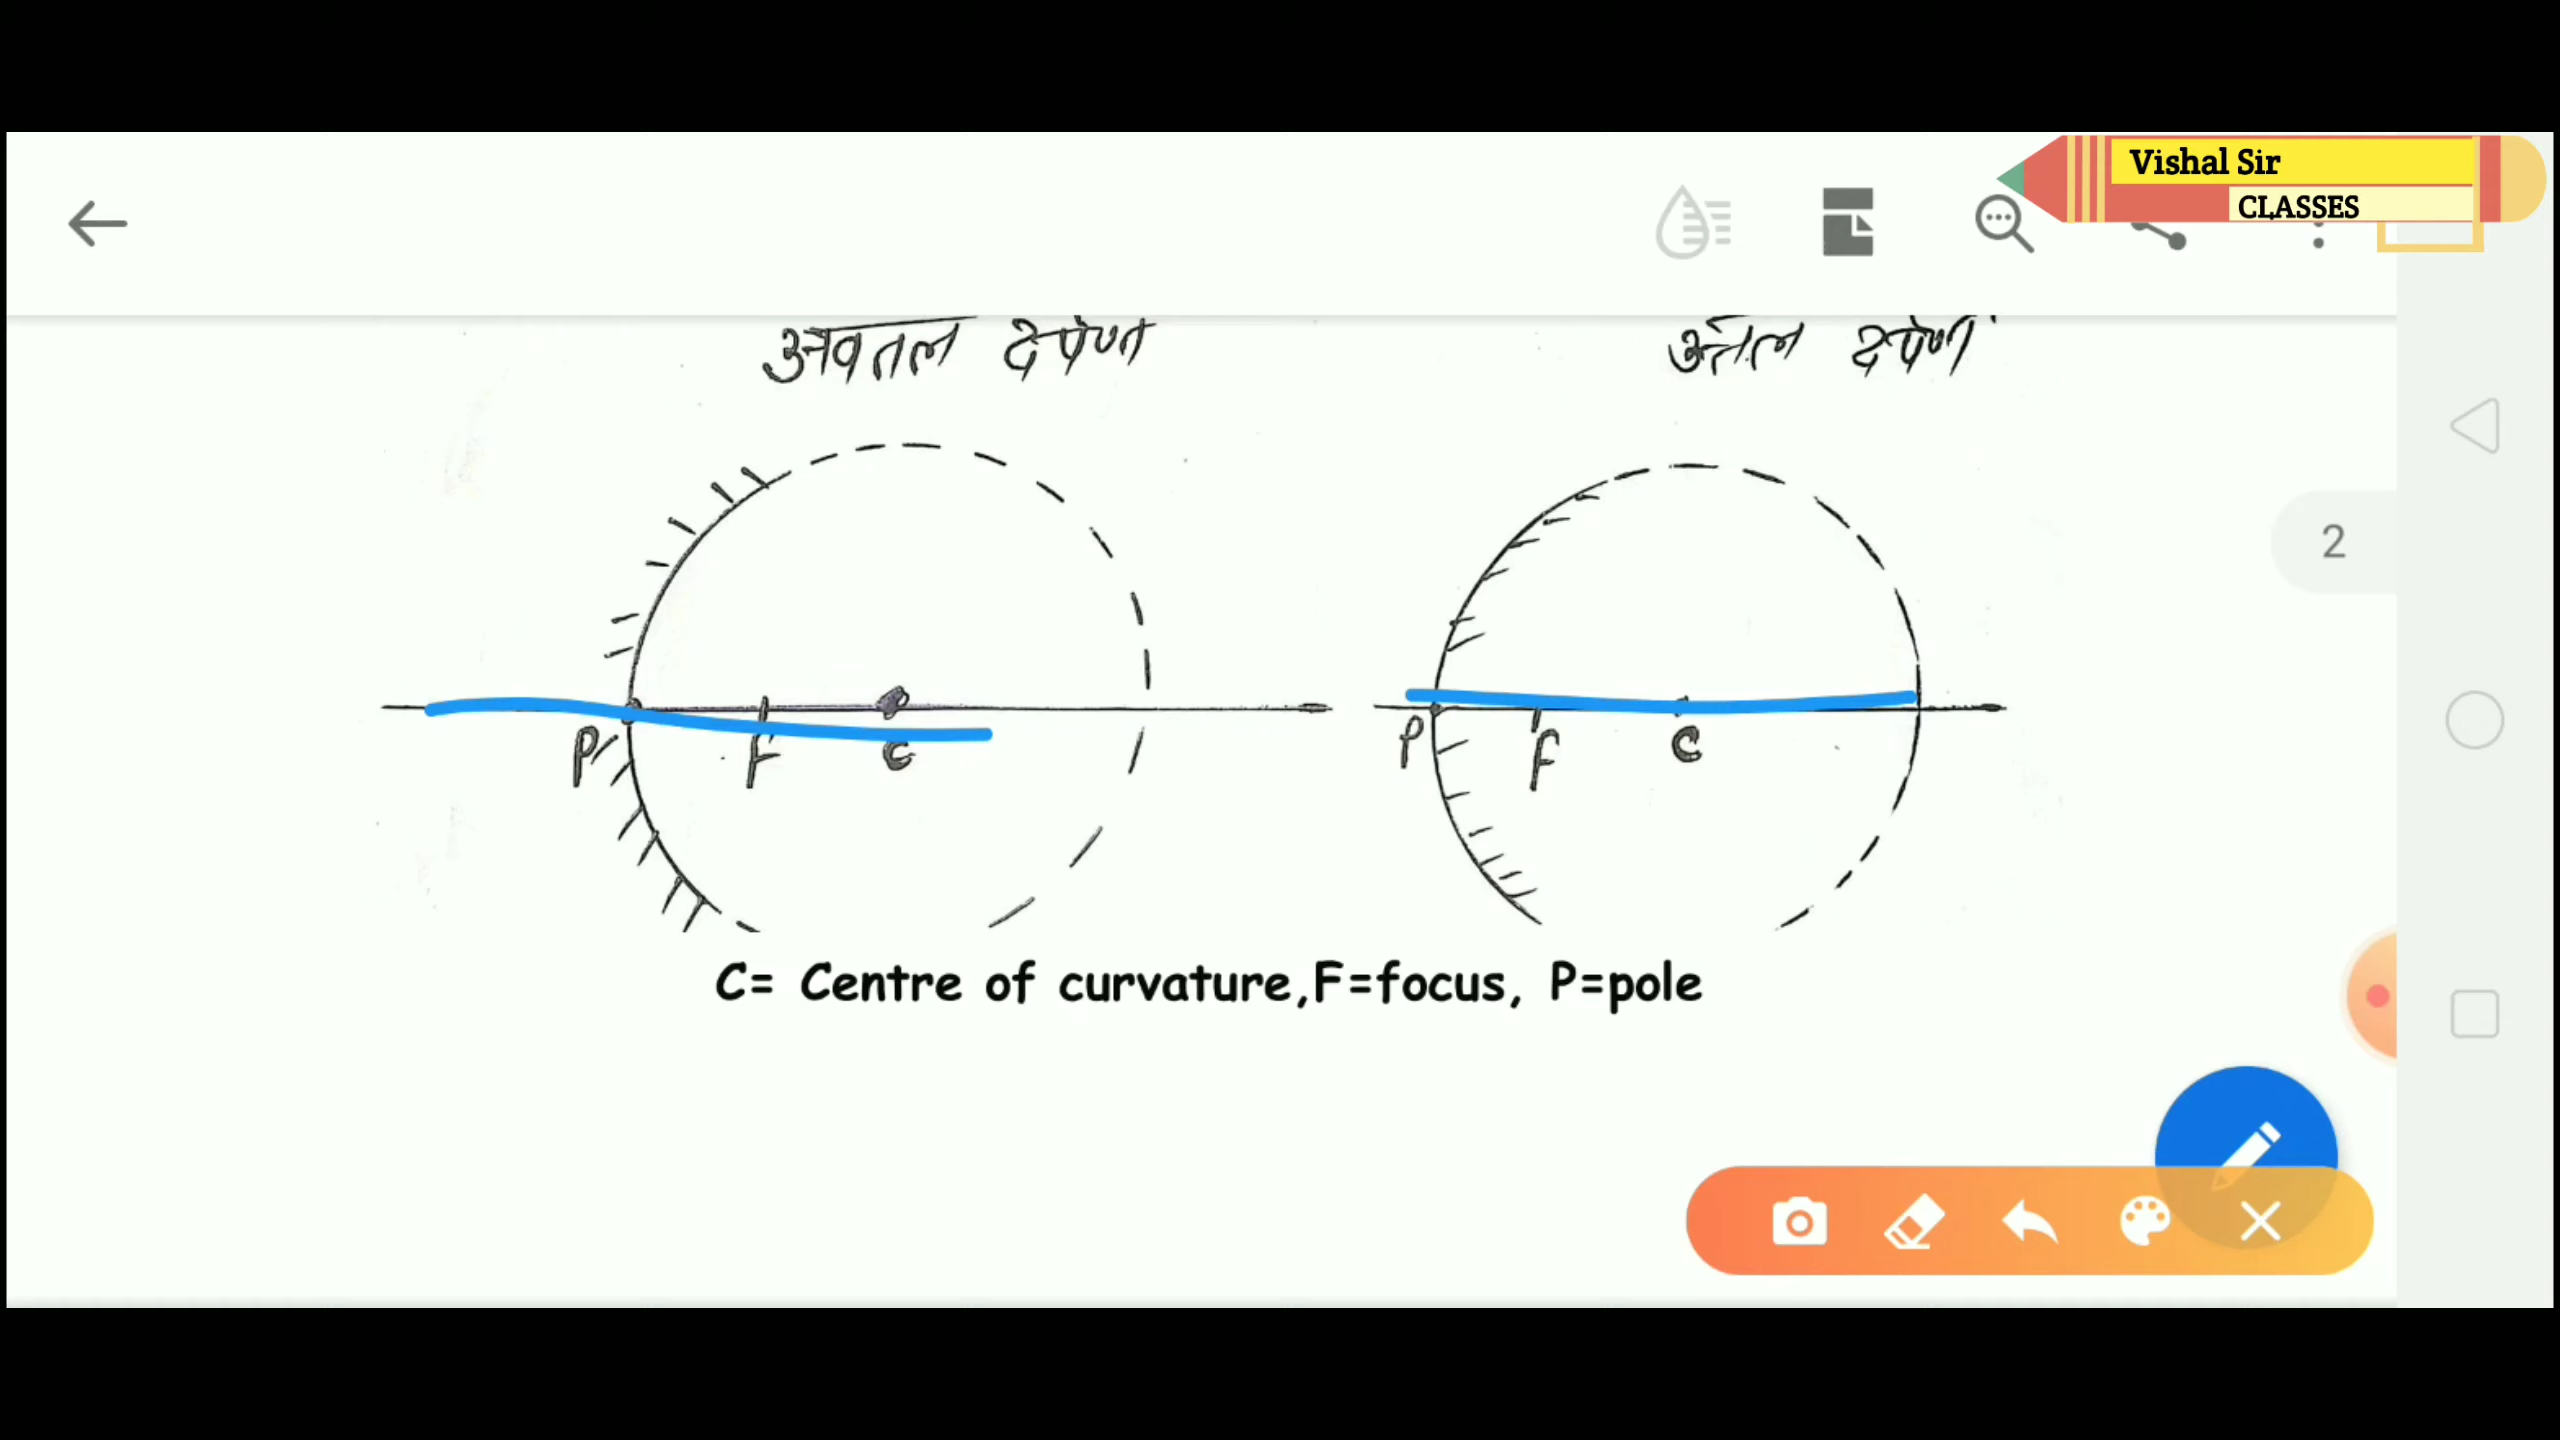 Vishal Sir
CLASSES
अवतल दर्पण उत्तल दर्पण
2
P F C P F C
C= Centre of curvature,F=focus, P=pole